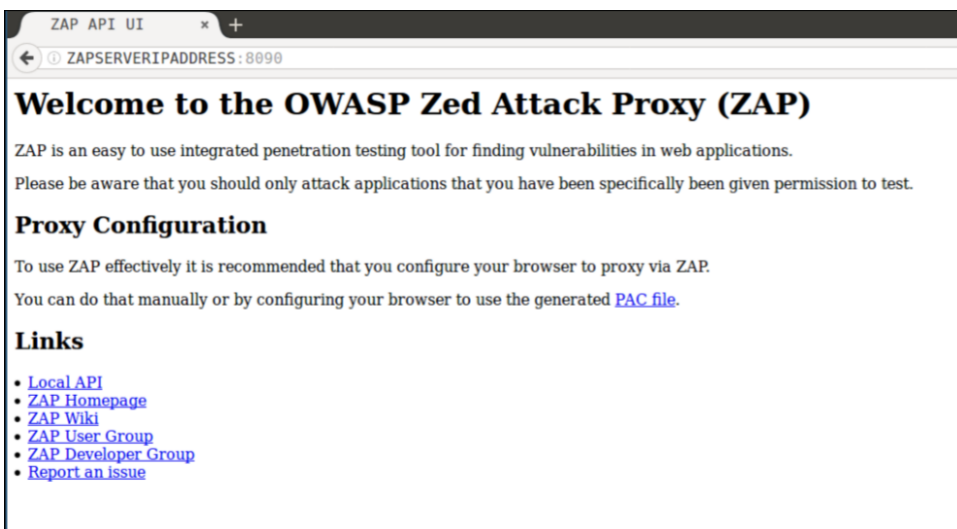 ZAP API UI
ZAPSERVERIPADDRESS:8090
Welcome to the OWASP Zed Attack Proxy (ZAP)
ZAP is an easy to use integrated penetration testing tool for finding vulnerabilities in web applications.
Please be aware that you should only attack applications that you have been specifically been given permission to test.
Proxy Configuration
To use ZAP effectively it is recommended that you configure your browser to proxy via ZAP.
You can do that manually or by configuring your browser to use the generated PAC file.
Links
• Local API
• ZAP Homepage
• ZAP Wiki
• ZAP User Group
• ZAP Developer Group
• Report an issue